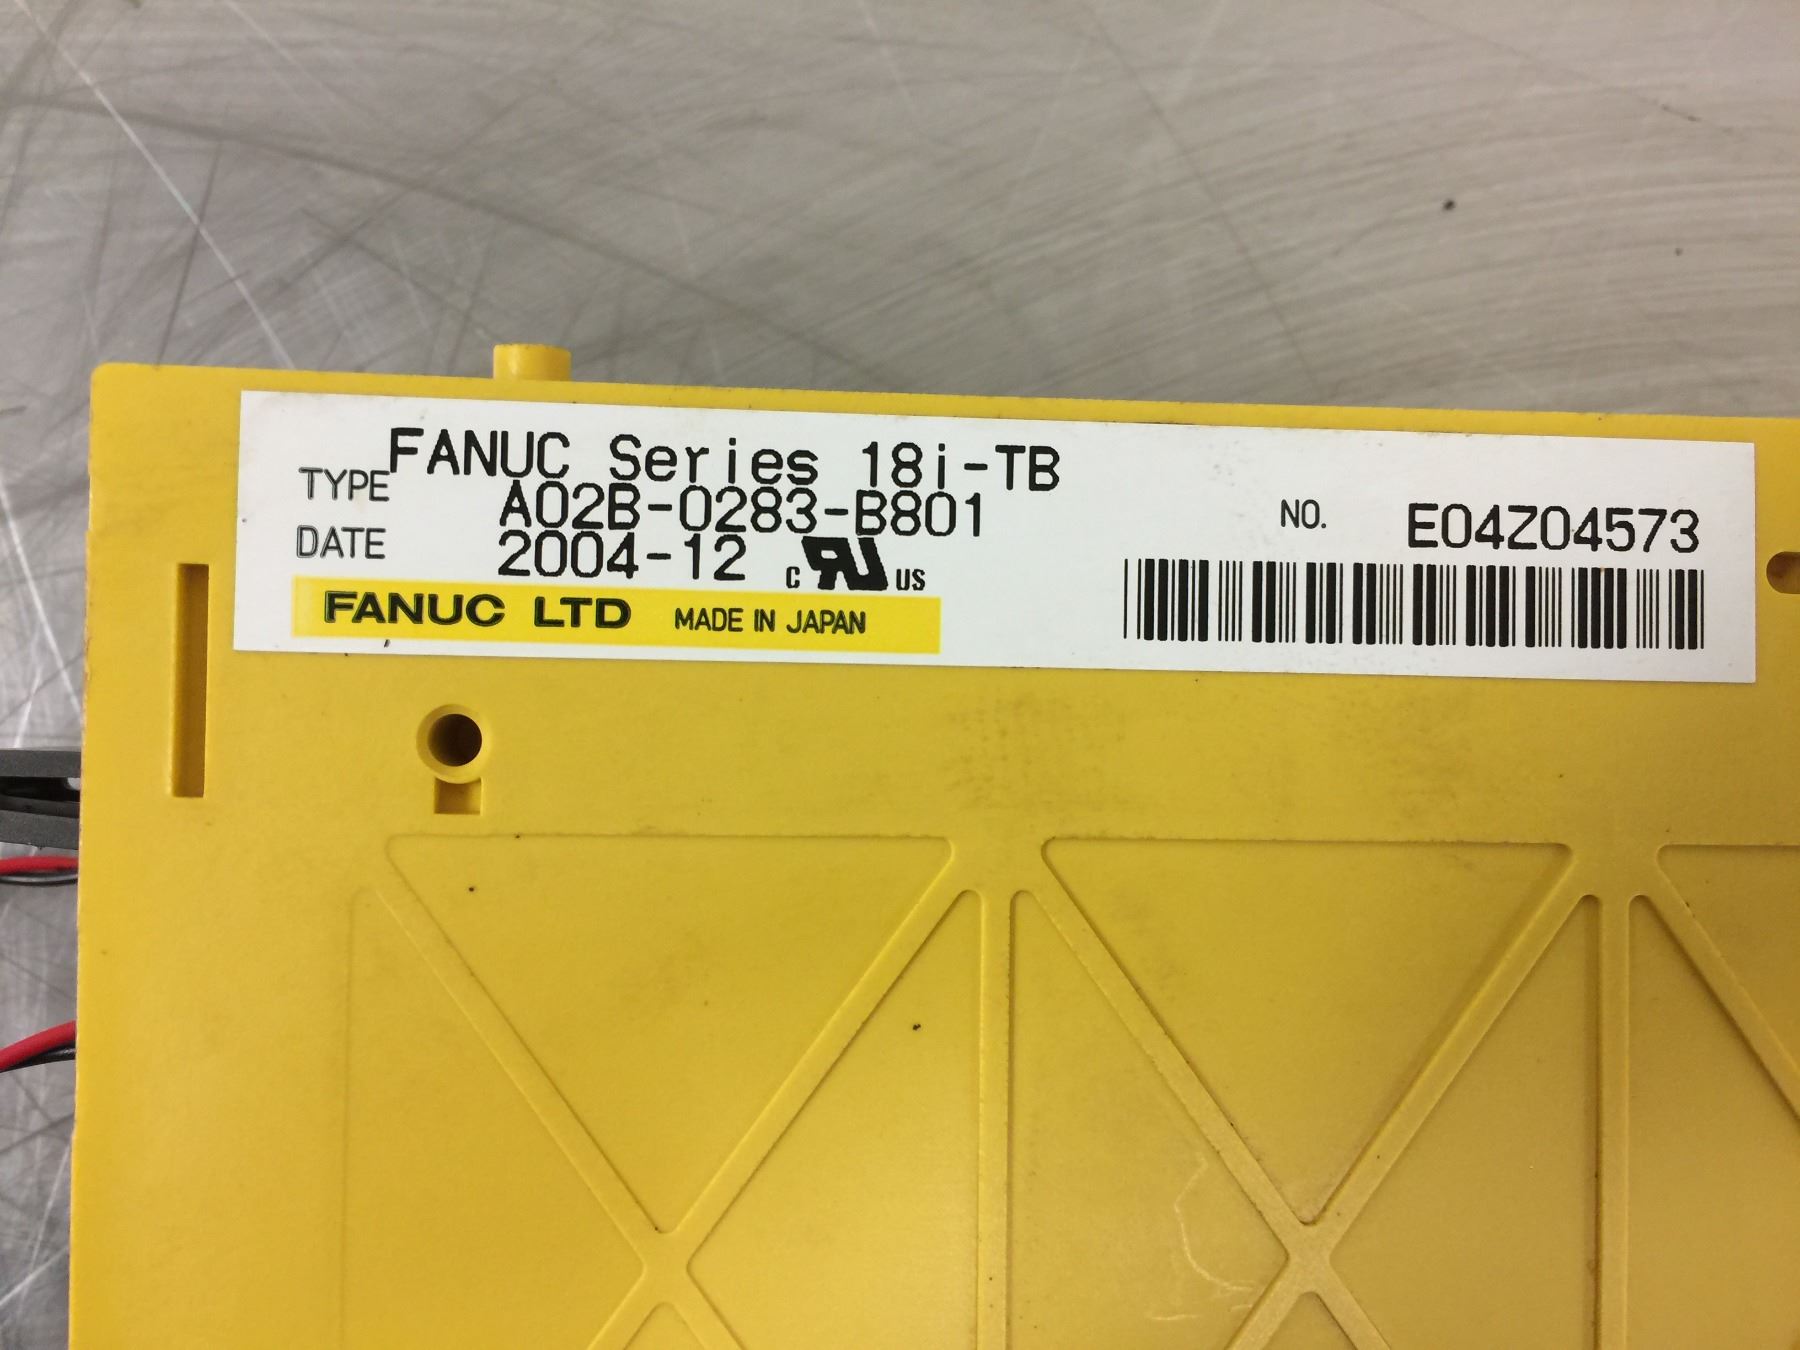 FANUC Series 18i-TB
TYPE A02B-0283-B801
DATE 2004-12 c RU US
FANUC LTD MADE IN JAPAN
NO. E04Z04573